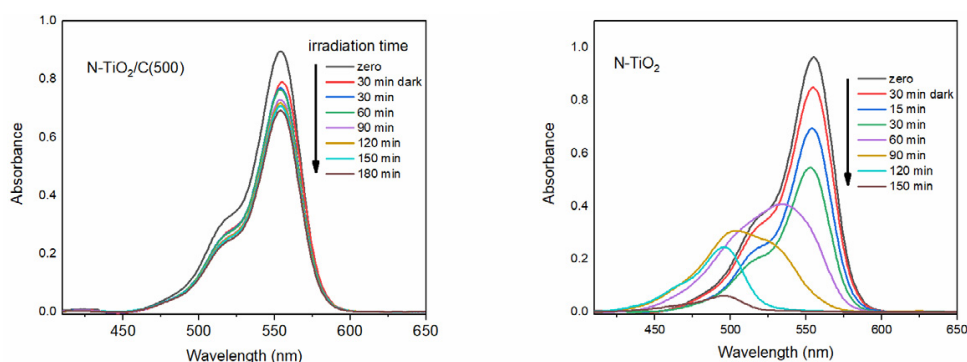 N-TiO₂/C(500)
irradiation time
zero
30 min dark
30 min
60 min
90 min
120 min
150 min
180 min
Absorbance
1.0
0.8
0.6
0.4
0.2
0.0
450
500
550
600
650
Wavelength (nm)
N-TiO₂
zero
30 min dark
15 min
30 min
60 min
90 min
120 min
150 min
Absorbance
1.0
0.8
0.6
0.4
0.2
0.0
450
500
550
600
650
Wavelength (nm)